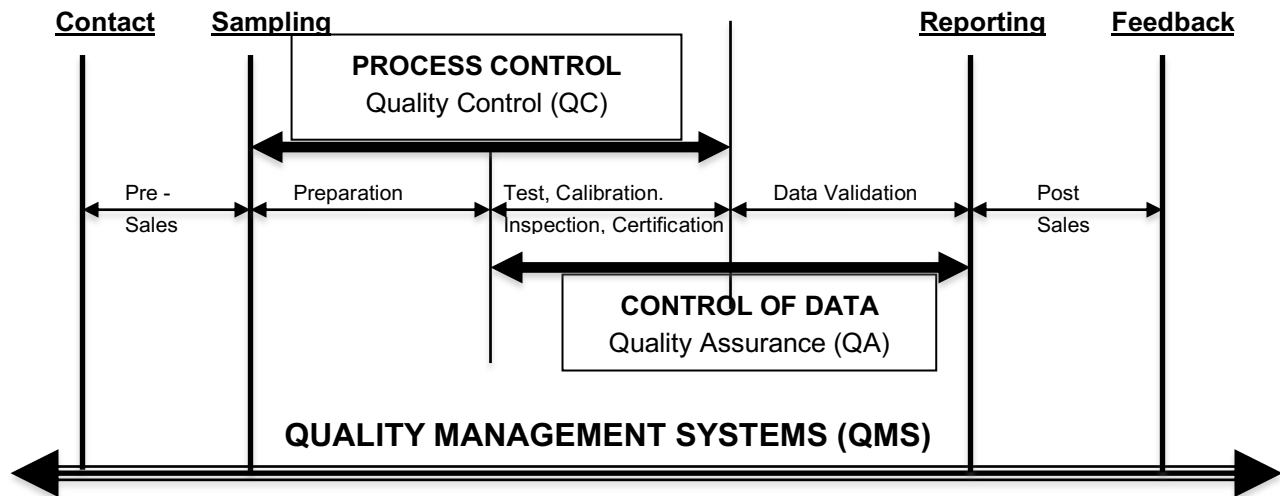 Contact Sampling Reporting Feedback
PROCESS CONTROL
Quality Control (QC)
Pre - Preparation Test, Calibration. Data Validation Post
Sales Inspection, Certification Sales
CONTROL OF DATA
Quality Assurance (QA)
QUALITY MANAGEMENT SYSTEMS (QMS)